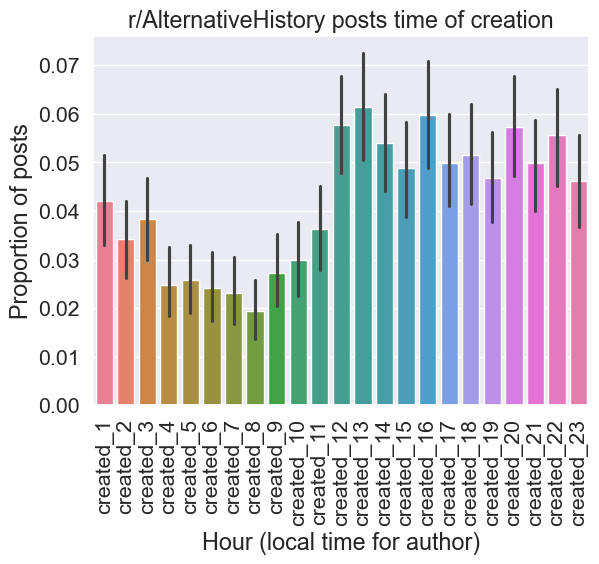 r/AlternativeHistory posts time of creation
Proportion of posts
0.07
0.06
0.05
0.04
0.03
0.02
0.01
0.00
created_1
created_2
created_3
created_4
created_5
created_6
created_7
created_8
created_9
created_10
created_11
created_12
created_13
created_14
created_15
created_16
created_17
created_18
created_19
created_20
created_21
created_22
created_23
Hour (local time for author)